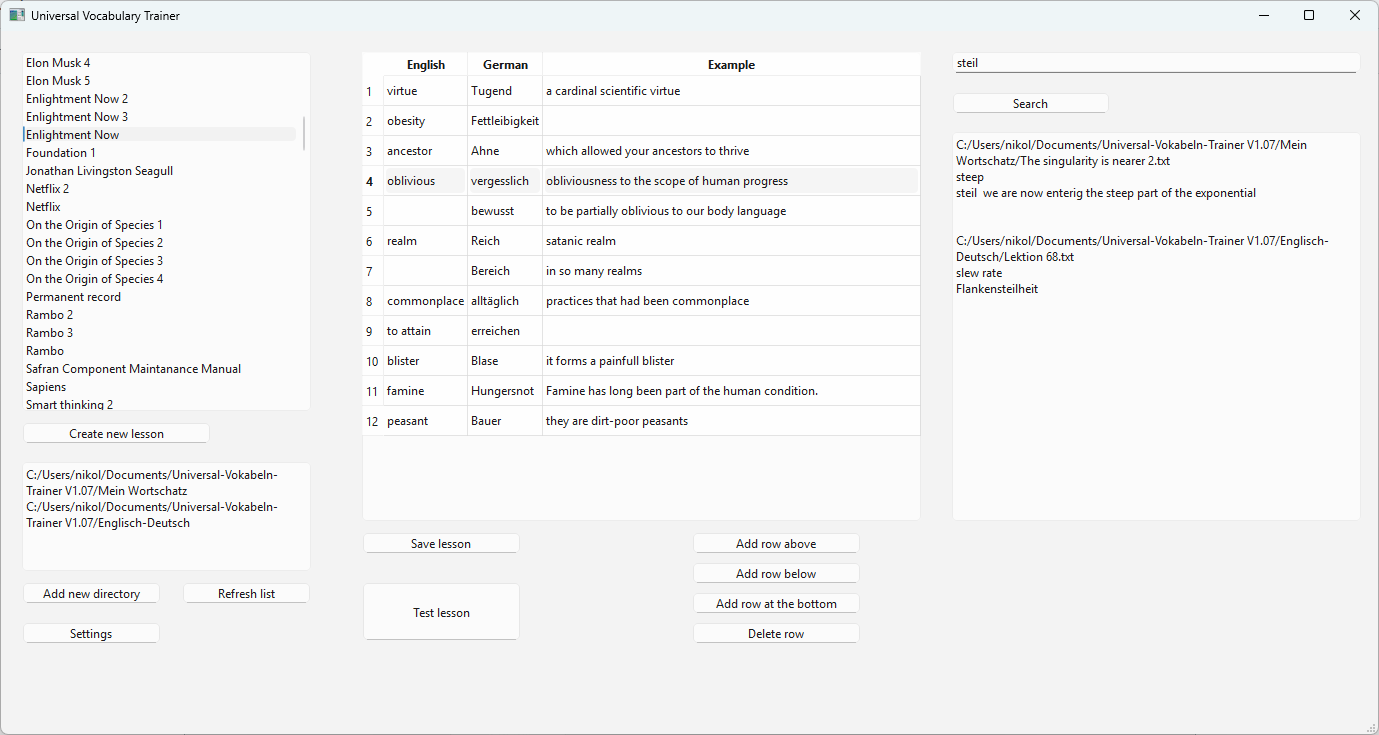 Universal Vocabulary Trainer
Elon Musk 4
Elon Musk 5
Enlightment Now 2
Enlightment Now 3
Enlightment Now
Foundation 1
Jonathan Livingston Seagull
Netflix 2
Netflix
On the Origin of Species 1
On the Origin of Species 2
On the Origin of Species 3
On the Origin of Species 4
Permanent record
Rambo 2
Rambo 3
Rambo
Safran Component Maintanance Manual
Sapiens
Smart thinking 2
Create new lesson
C:/Users/nikol/Documents/Universal-Vokabeln-
Trainer V1.07/Mein Wortschatz
C:/Users/nikol/Documents/Universal-Vokabeln-
Trainer V1.07/Englisch-Deutsch
Add new directory Refresh list
Settings
English German Example
1 virtue Tugend a cardinal scientific virtue
2 obesity Fettleibigkeit
3 ancestor Ahne which allowed your ancestors to thrive
4 oblivious vergesslich obliviousness to the scope of human progress
5 bewusst to be partially oblivious to our body language
6 realm Reich satanic realm
7 Bereich in so many realms
8 commonplace alltäglich practices that had been commonplace
9 to attain erreichen
10 blister Blase it forms a painfull blister
11 famine Hungersnot Famine has long been part of the human condition.
12 peasant Bauer they are dirt-poor peasants
Save lesson
Test lesson
Add row above
Add row below
Add row at the bottom
Delete row
steil
Search
C:/Users/nikol/Documents/Universal-Vokabeln-Trainer V1.07/Mein
Wortschatz/The singularity is nearer 2.txt
steep
steil we are now enterig the steep part of the exponential
C:/Users/nikol/Documents/Universal-Vokabeln-Trainer V1.07/Englisch-
Deutsch/Lektion 68.txt
slew rate
Flankensteilheit